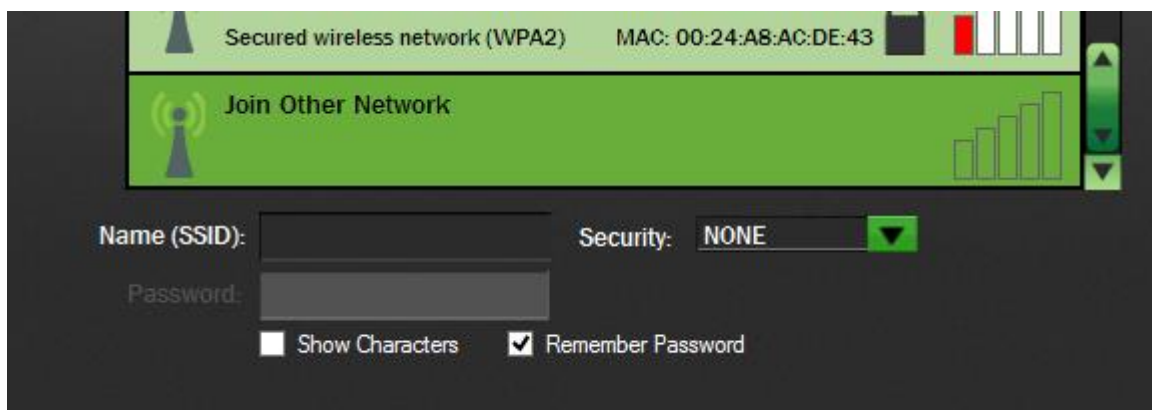 Secured wireless network (WPA2) MAC: 00:24:A8:AC:DE:43
Join Other Network
Name (SSID): Security: NONE
Password:
Show Characters Remember Password